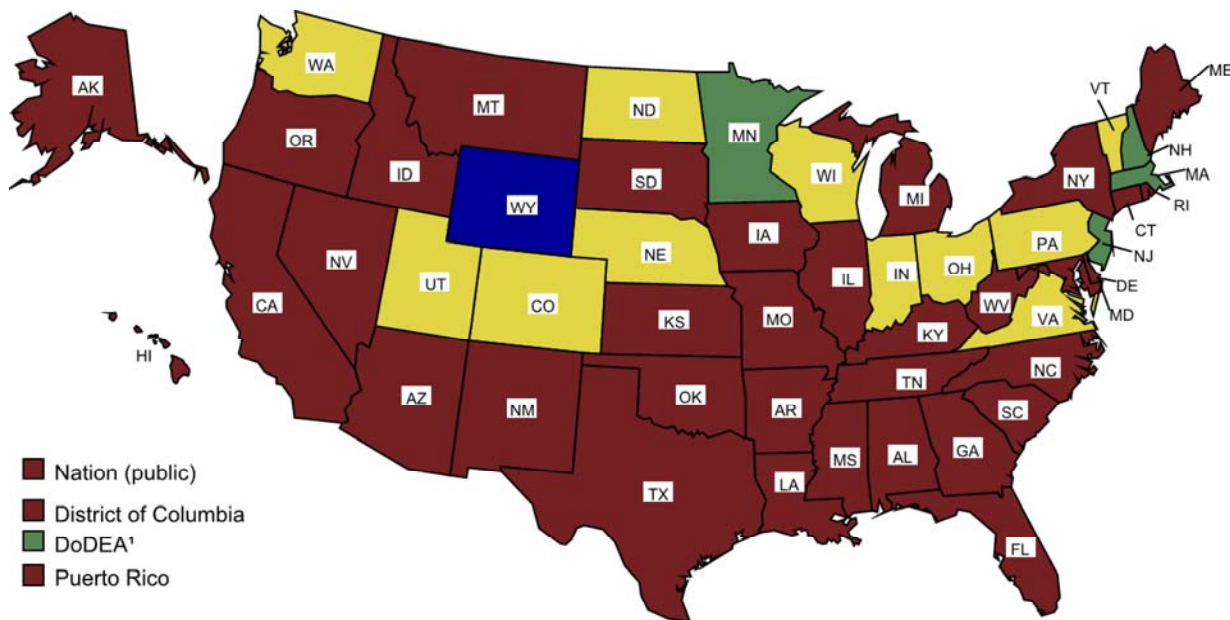 AK
WA
MT
ND
MN
VT
ME
OR
ID
WY
SD
WI
MI
NY
NH
MA
RI
CT
NV
UT
CO
NE
IA
IL
IN
OH
PA
NJ
DE
MD
CA
KS
MO
KY
WV
VA
HI
AZ
NM
OK
AR
TN
NC
SC
MS
AL
GA
TX
LA
FL
Nation (public)
District of Columbia
DoDEA¹
Puerto Rico